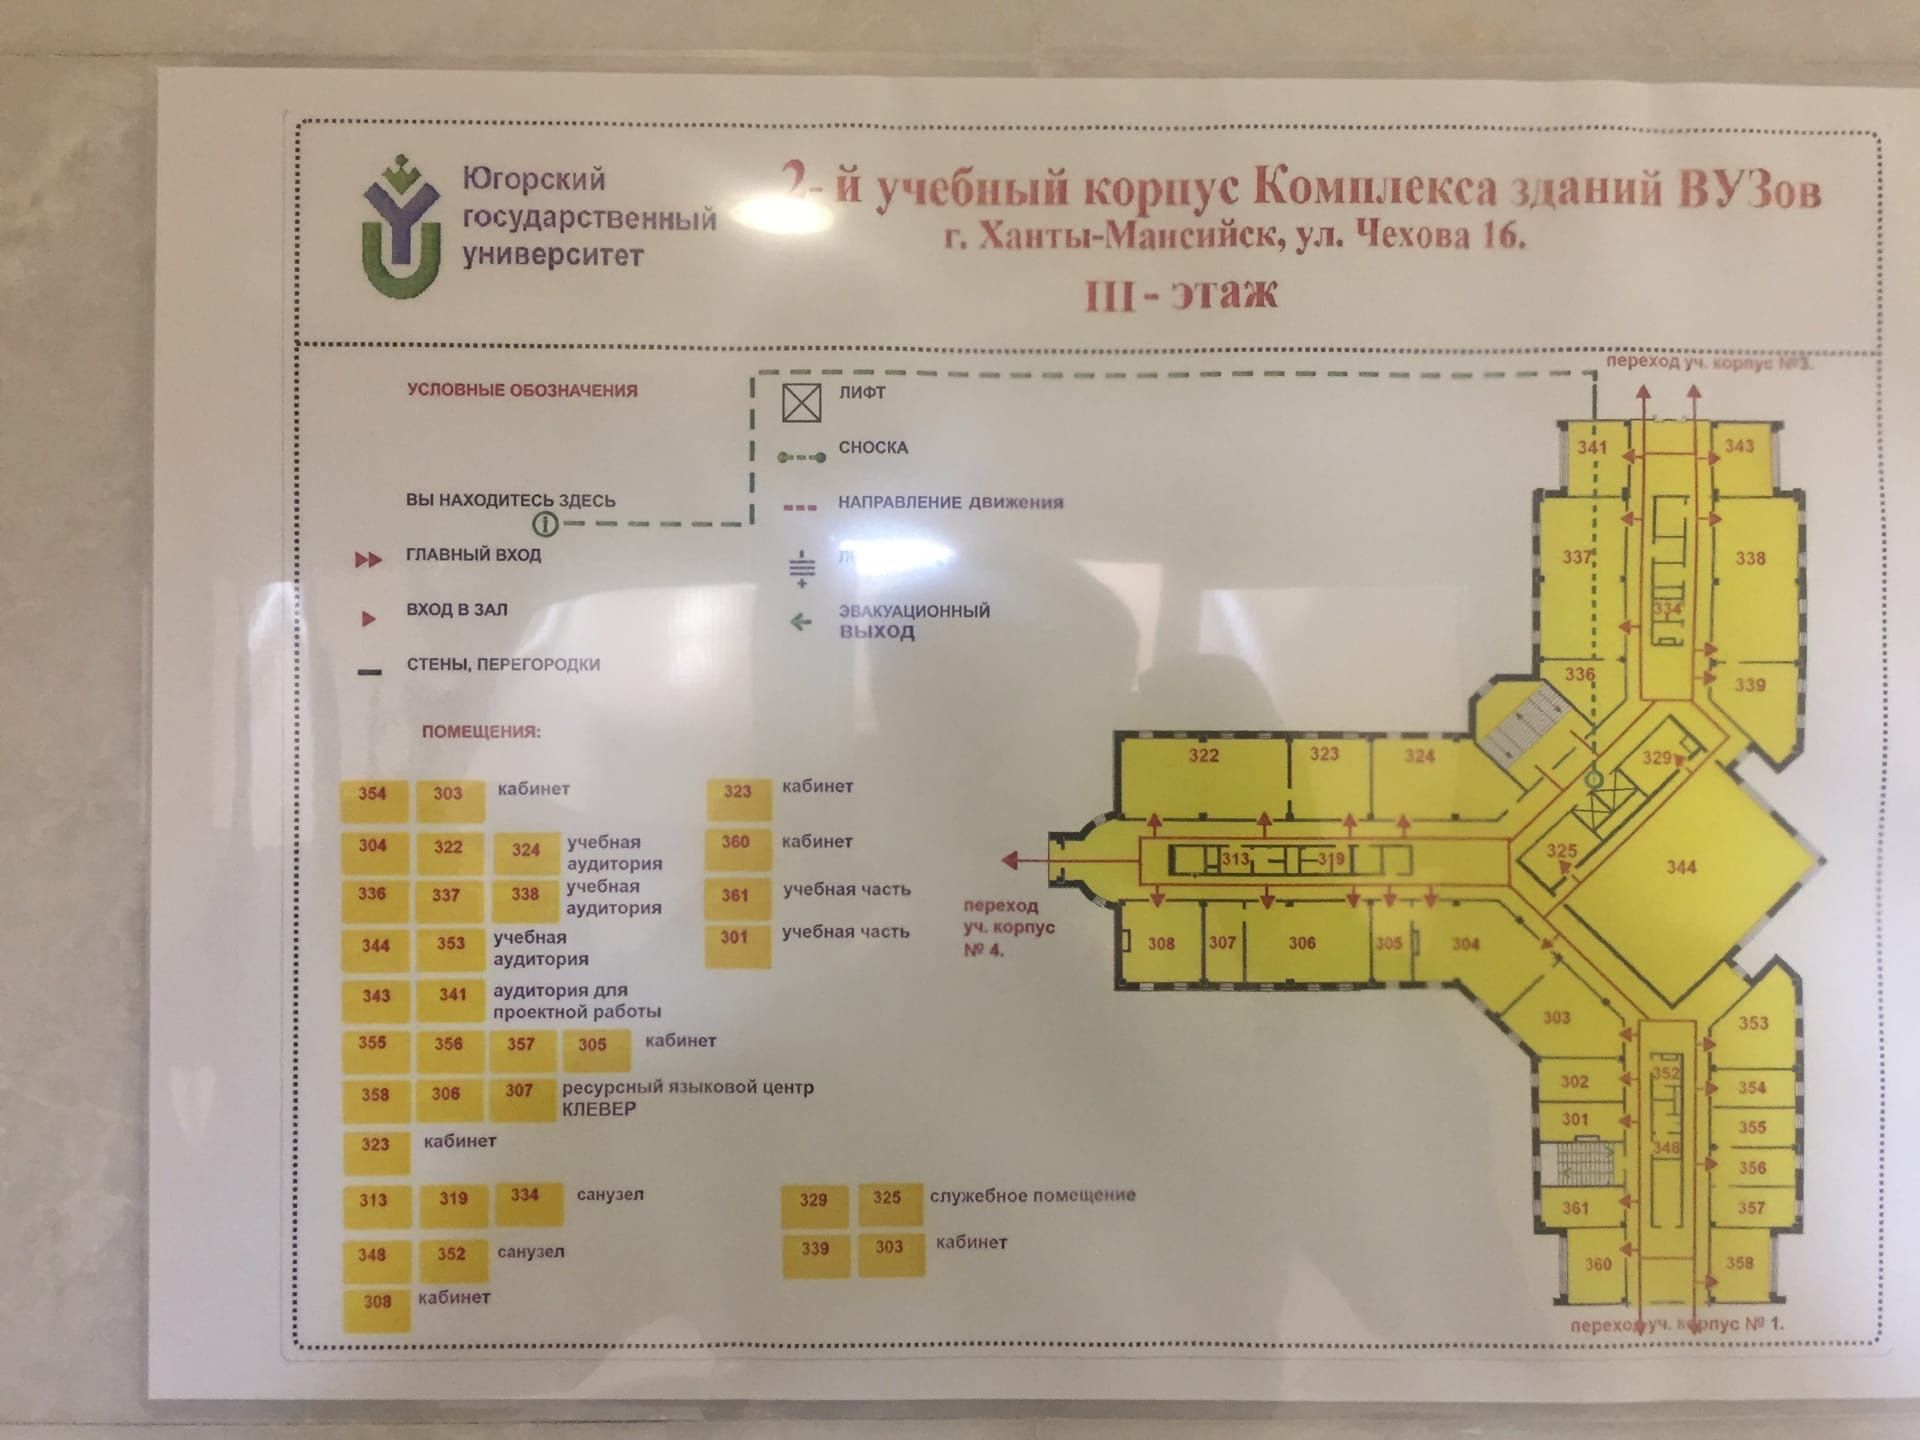 Югорский
государственный
университет
2- й учебный корпус Комплекса зданий ВУЗов
г. Ханты-Мансийск, ул. Чехова 16.
III - этаж
УСЛОВНЫЕ ОБОЗНАЧЕНИЯ
ВЫ НАХОДИТЕСЬ ЗДЕСЬ
ГЛАВНЫЙ ВХОД
ВХОД В ЗАЛ
СТЕНЫ, ПЕРЕГОРОДКИ
ЛИФТ
СНОСКА
НАПРАВЛЕНИЕ ДВИЖЕНИЯ
ЭВАКУАЦИОННЫЙ
ВЫХОД
ПОМЕЩЕНИЯ:
354 303 кабинет
304 322 324 учебная
аудитория
336 337 338 учебная
аудитория
344 353 учебная
аудитория
343 341 аудитория для
проектной работы
355 356 357 305 кабинет
358 306 307 ресурсный языковой центр
КЛЕВЕР
323 кабинет
313 319 334 санузел
348 352 санузел
308 кабинет
323 кабинет
360 кабинет
361 учебная часть
301 учебная часть
329 325 служебное помещение
339 303 кабинет
переход уч. корпус №3.
341 343
337 338
334
336 339
322 323 324 329
313 319 325 344
переход
уч. корпус
№ 4.
308 307 306 305 304
303 353
302 352 354
301 355
348
356
361 357
360 358
переход уч. корпус № 1.